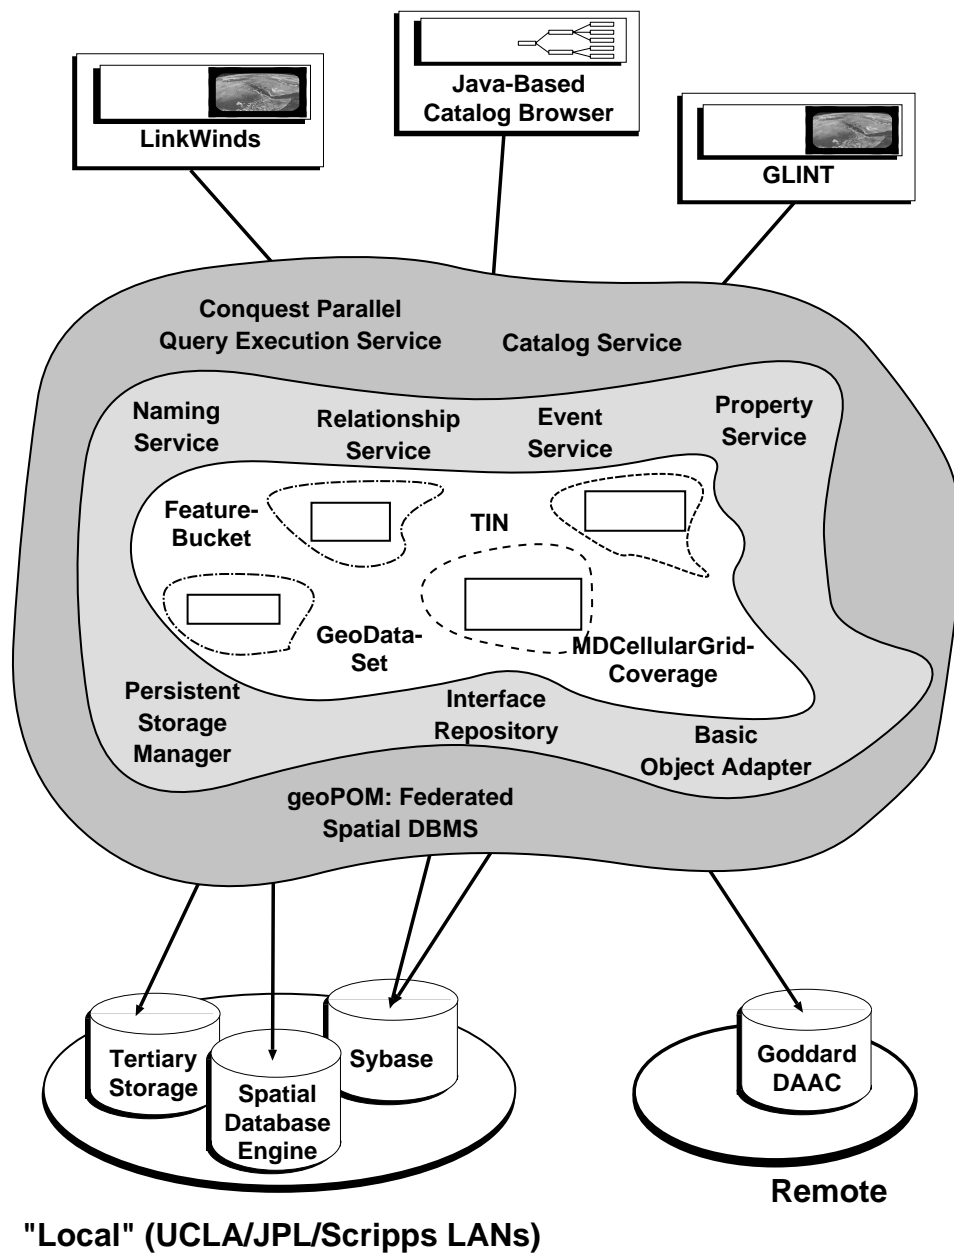 LinkWinds
Java-Based
Catalog Browser
GLINT
Conquest Parallel
Query Execution Service
Catalog Service
Naming
Service
Relationship
Service
Event
Service
Property
Service
Feature-
Bucket
TIN
GeoData-
Set
MDCellularGrid-
Coverage
Persistent
Storage
Manager
Interface
Repository
Basic
Object Adapter
geoPOM: Federated
Spatial DBMS
Tertiary
Storage
Spatial
Database
Engine
Sybase
Goddard
DAAC
Remote
"Local" (UCLA/JPL/Scripps LANs)